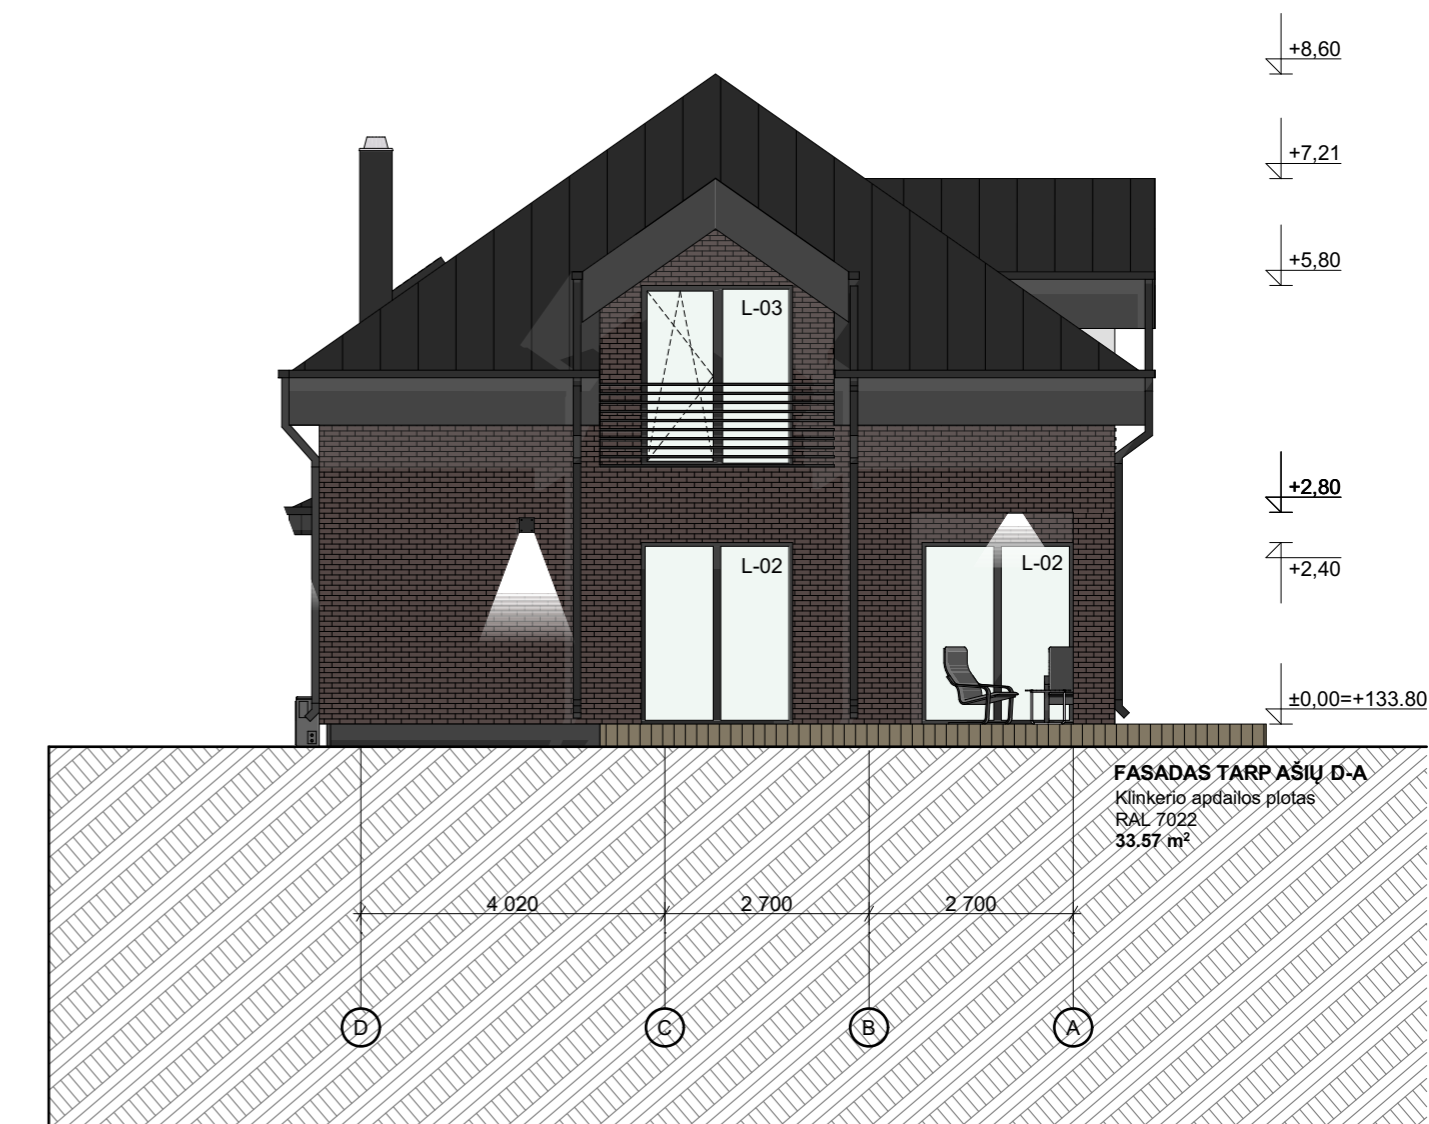 +8,60
+7,21
+5,80
L-03
+2,80
L-02
L-02
+2,40
±0,00=+133.80
FASADAS TARP AŠIŲ D-A
Klinkerio apdailos plotas
RAL 7022
33.57 m²
4 020
2 700
2 700
D
C
B
A